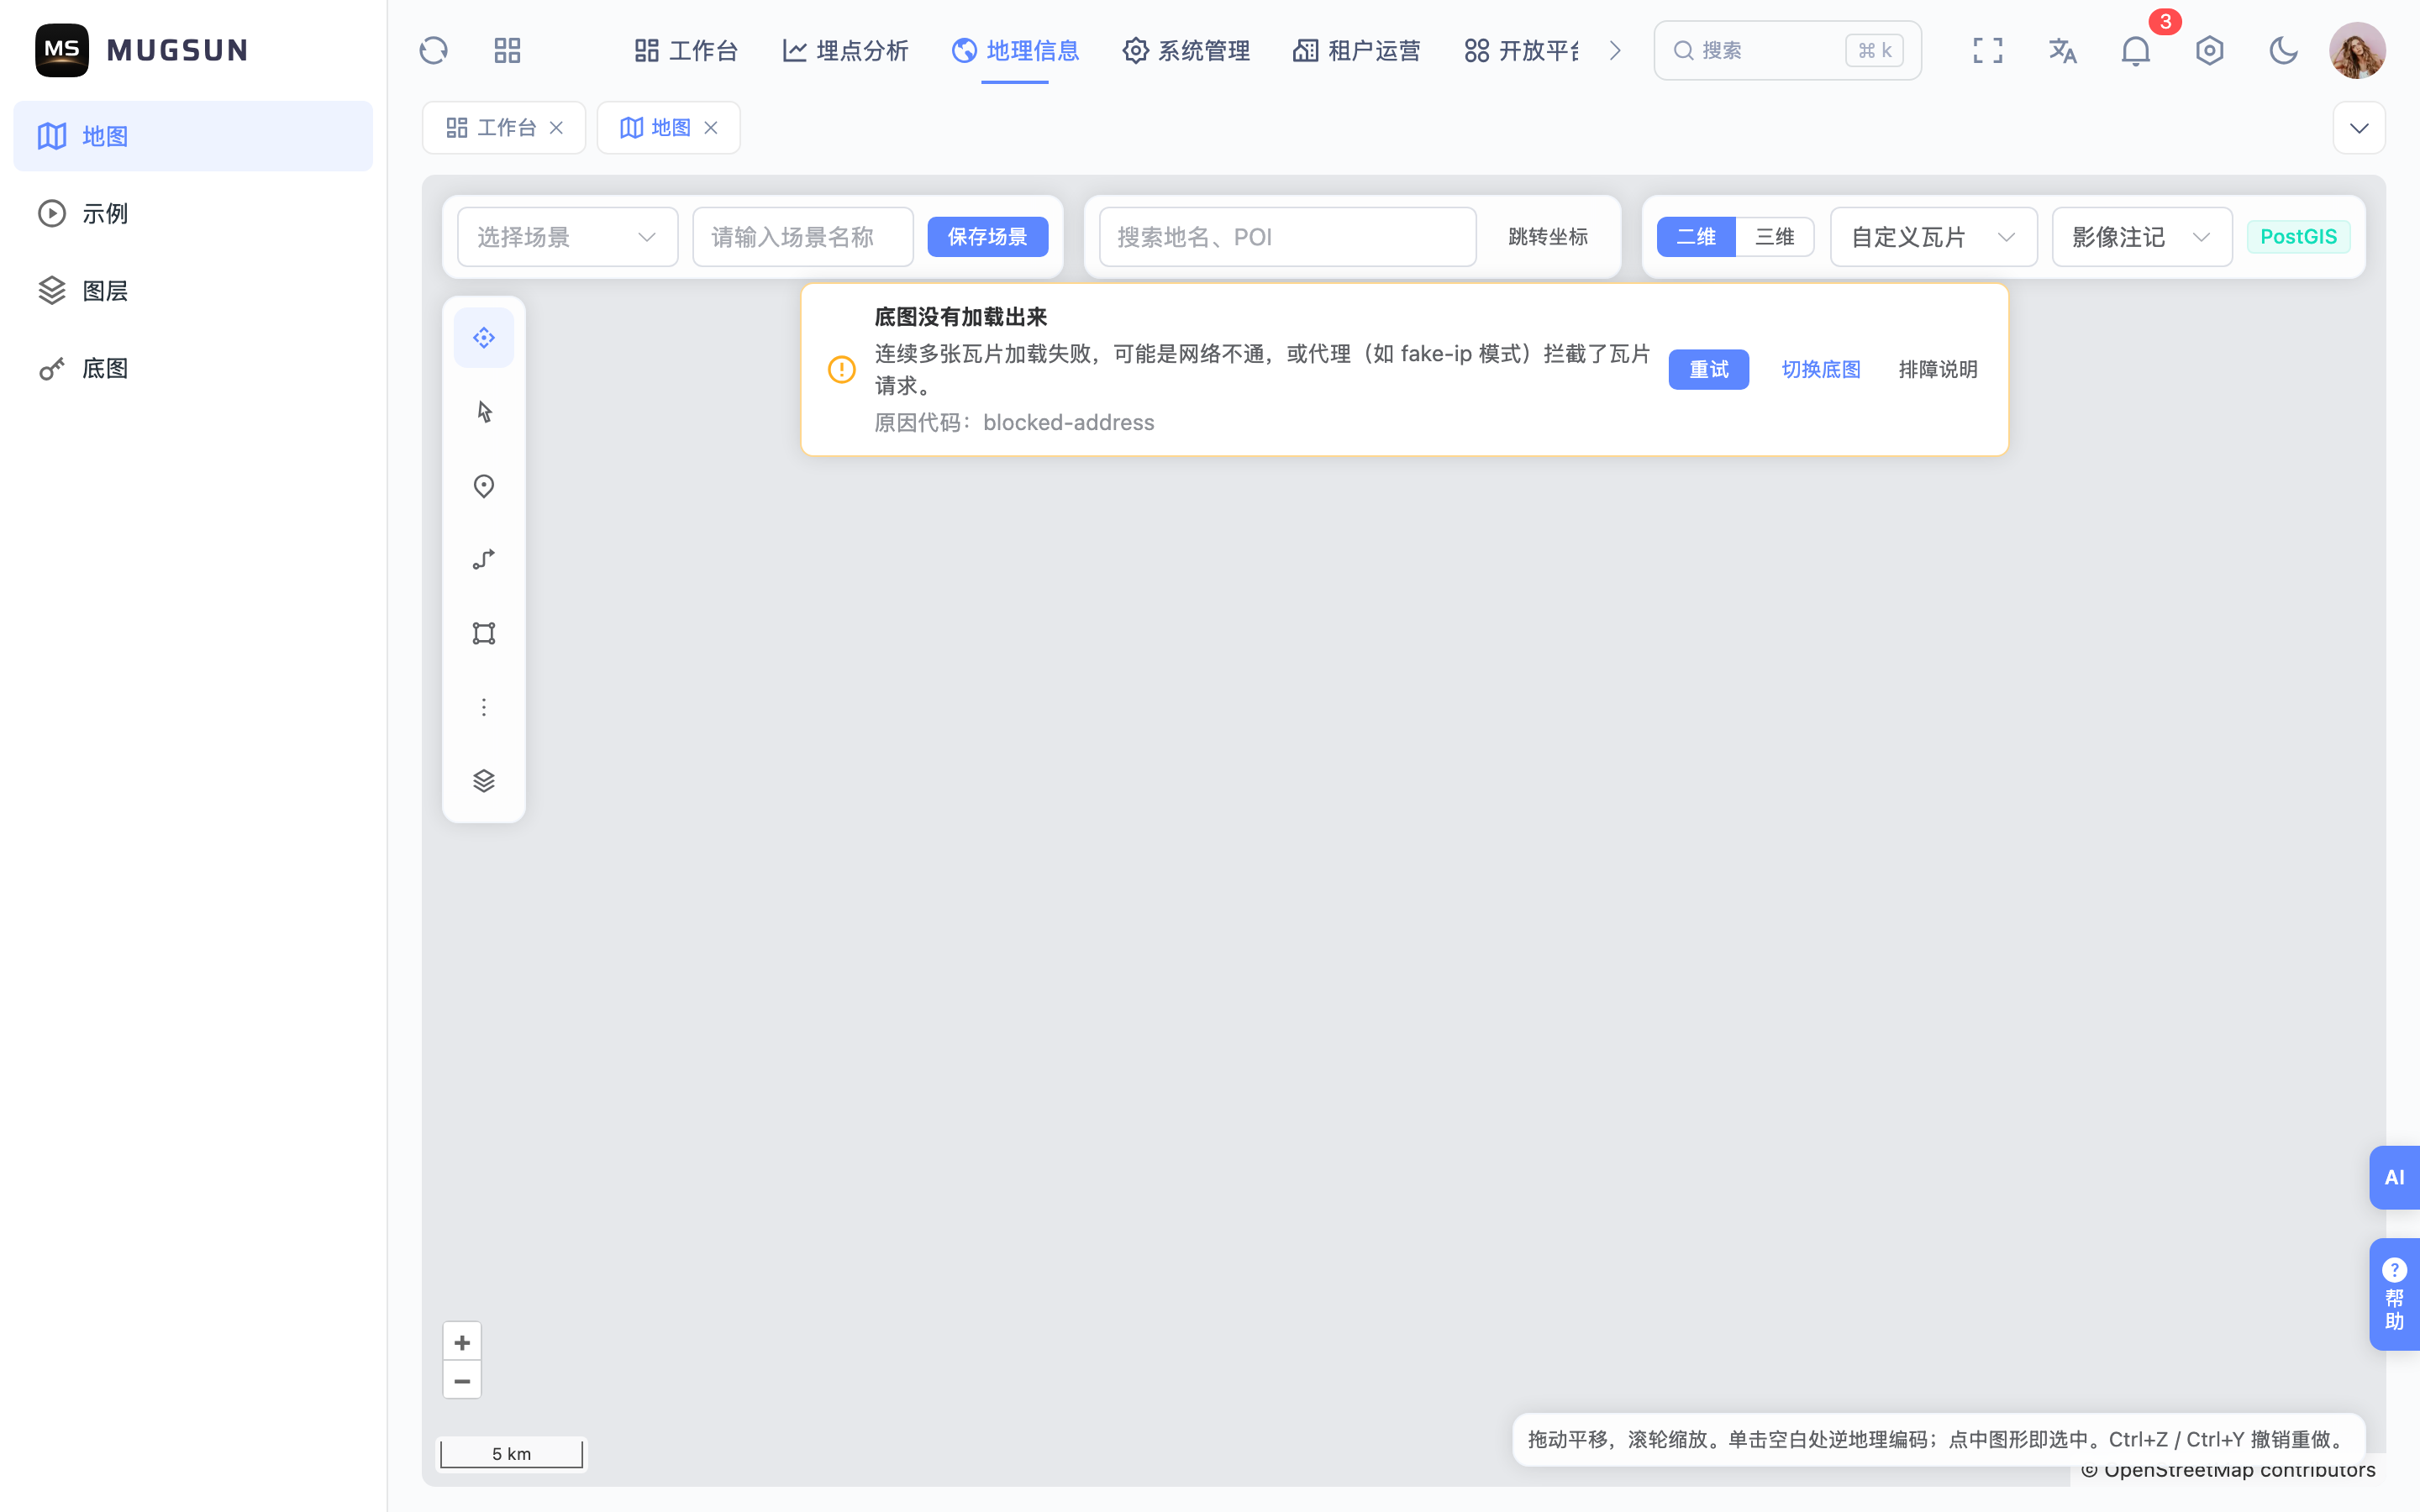 MS MUGSUN
工作台 埋点分析 地理信息 系统管理 租户运营 开放平台
搜索 ⌘ k
3
地图
示例
图层
底图
工作台
地图
选择场景 请输入场景名称 保存场景
搜索地名、POI 跳转坐标
二维 三维 自定义瓦片 影像注记 PostGIS
底图没有加载出来
连续多张瓦片加载失败，可能是网络不通，或代理（如 fake-ip 模式）拦截了瓦片
请求。
原因代码：blocked-address
重试 切换底图 排障说明
AI
?
帮
助
+
−
5 km
拖动平移，滚轮缩放。单击空白处逆地理编码；点中图形即选中。Ctrl+Z / Ctrl+Y 撤销重做。
© OpenStreetMap contributors